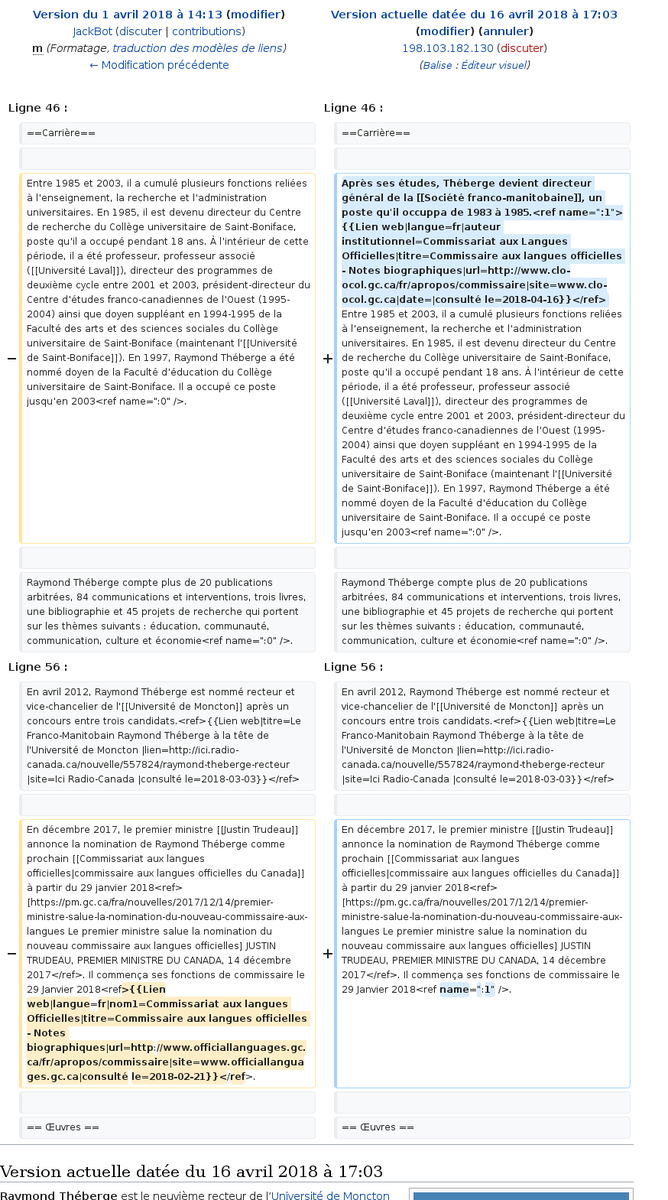 Version du 1 avril 2018 à 14:13 (modifier)
JackBot (discuter | contributions)
m (Formatage, traduction des modèles de liens)
← Modification précédente
Version actuelle datée du 16 avril 2018 à 17:03
(modifier) (annuler)
198.103.182.130 (discuter)
(Balise : Éditeur visuel)
Ligne 46 :
Ligne 46 :
==Carrière==
==Carrière==
−
Entre 1985 et 2003, il a cumulé plusieurs fonctions reliées
à l'enseignement, la recherche et l'administration
universitaires. En 1985, il est devenu directeur du Centre
de recherche du Collège universitaire de Saint-Boniface,
poste qu'il a occupé pendant 18 ans. À l'intérieur de cette
période, il a été professeur, professeur associé
([[Université Laval]]), directeur des programmes de
deuxième cycle entre 2001 et 2003, président-directeur du
Centre d'études franco-canadiennes de l'Ouest (1995-
2004) ainsi que doyen suppléant en 1994-1995 de la
Faculté des arts et des sciences sociales du Collège
universitaire de Saint-Boniface (maintenant l'[[Université
de Saint-Boniface]]). En 1997, Raymond Théberge a été
nommé doyen de la Faculté d'éducation du Collège
universitaire de Saint-Boniface. Il a occupé ce poste
jusqu'en 2003<ref name=":0" />.
+
Après ses études, Théberge devient directeur
général de la [[Société franco-manitobaine]], un
poste qu'il occuppa de 1983 à 1985.<ref name=":1">
{{Lien web|langue=fr|auteur
institutionnel=Commissariat aux Langues
Officielles|titre=Commissaire aux langues officielles
- Notes biographiques|url=http://www.clo-
ocol.gc.ca/fr/apropos/commissaire|site=www.clo-
ocol.gc.ca|date=|consulté le=2018-04-16}}</ref>
Entre 1985 et 2003, il a cumulé plusieurs fonctions reliées
à l'enseignement, la recherche et l'administration
universitaires. En 1985, il est devenu directeur du Centre
de recherche du Collège universitaire de Saint-Boniface,
poste qu'il a occupé pendant 18 ans. À l'intérieur de cette
période, il a été professeur, professeur associé
([[Université Laval]]), directeur des programmes de
deuxième cycle entre 2001 et 2003, président-directeur du
Centre d'études franco-canadiennes de l'Ouest (1995-
2004) ainsi que doyen suppléant en 1994-1995 de la
Faculté des arts et des sciences sociales du Collège
universitaire de Saint-Boniface (maintenant l'[[Université
de Saint-Boniface]]). En 1997, Raymond Théberge a été
nommé doyen de la Faculté d'éducation du Collège
universitaire de Saint-Boniface. Il a occupé ce poste
jusqu'en 2003<ref name=":0" />.
Raymond Théberge compte plus de 20 publications
arbitrées, 84 communications et interventions, trois livres,
une bibliographie et 45 projets de recherche qui portent
sur les thèmes suivants : éducation, communauté,
communication, culture et économie<ref name=":0" />.
Raymond Théberge compte plus de 20 publications
arbitrées, 84 communications et interventions, trois livres,
une bibliographie et 45 projets de recherche qui portent
sur les thèmes suivants : éducation, communauté,
communication, culture et économie<ref name=":0" />.
Ligne 56 :
Ligne 56 :
En avril 2012, Raymond Théberge est nommé recteur et
vice-chancelier de l'[[Université de Moncton]] après un
concours entre trois candidats.<ref>{{Lien web|titre=Le
Franco-Manitobain Raymond Théberge à la tête de
l'Université de Moncton |lien=http://ici.radio-
canada.ca/nouvelle/557824/raymond-theberge-recteur
|site=Ici Radio-Canada |consulté le=2018-03-03}}</ref>
En avril 2012, Raymond Théberge est nommé recteur et
vice-chancelier de l'[[Université de Moncton]] après un
concours entre trois candidats.<ref>{{Lien web|titre=Le
Franco-Manitobain Raymond Théberge à la tête de
l'Université de Moncton |lien=http://ici.radio-
canada.ca/nouvelle/557824/raymond-theberge-recteur
|site=Ici Radio-Canada |consulté le=2018-03-03}}</ref>
−
En décembre 2017, le premier ministre [[Justin Trudeau]]
annonce la nomination de Raymond Théberge comme
prochain [[Commissariat aux langues
officielles|commissaire aux langues officielles du Canada]]
à partir du 29 janvier 2018<ref>
[https://pm.gc.ca/fra/nouvelles/2017/12/14/premier-
ministre-salue-la-nomination-du-nouveau-commissaire-aux-
langues Le premier ministre salue la nomination du
nouveau commissaire aux langues officielles] JUSTIN
TRUDEAU, PREMIER MINISTRE DU CANADA, 14 décembre
2017</ref>. Il commença ses fonctions de commissaire le
29 Janvier 2018<ref>{{Lien
web|langue=fr|nom1=Commissariat aux langues
Officielles|titre=Commissaire aux langues officielles
- Notes
biographiques|url=http://www.officiallanguages.gc.
ca/fr/apropos/commissaire|site=www.officiallangua
ges.gc.ca|consulté le=2018-02-21}}</ref>.
+
En décembre 2017, le premier ministre [[Justin Trudeau]]
annonce la nomination de Raymond Théberge comme
prochain [[Commissariat aux langues
officielles|commissaire aux langues officielles du Canada]]
à partir du 29 janvier 2018<ref>
[https://pm.gc.ca/fra/nouvelles/2017/12/14/premier-
ministre-salue-la-nomination-du-nouveau-commissaire-aux-
langues Le premier ministre salue la nomination du
nouveau commissaire aux langues officielles] JUSTIN
TRUDEAU, PREMIER MINISTRE DU CANADA, 14 décembre
2017</ref>. Il commença ses fonctions de commissaire le
29 Janvier 2018<ref name=":1" />.
== Œuvres ==
== Œuvres ==
Version actuelle datée du 16 avril 2018 à 17:03
Raymond Théberge est le neuvième recteur de l'Université de Moncton